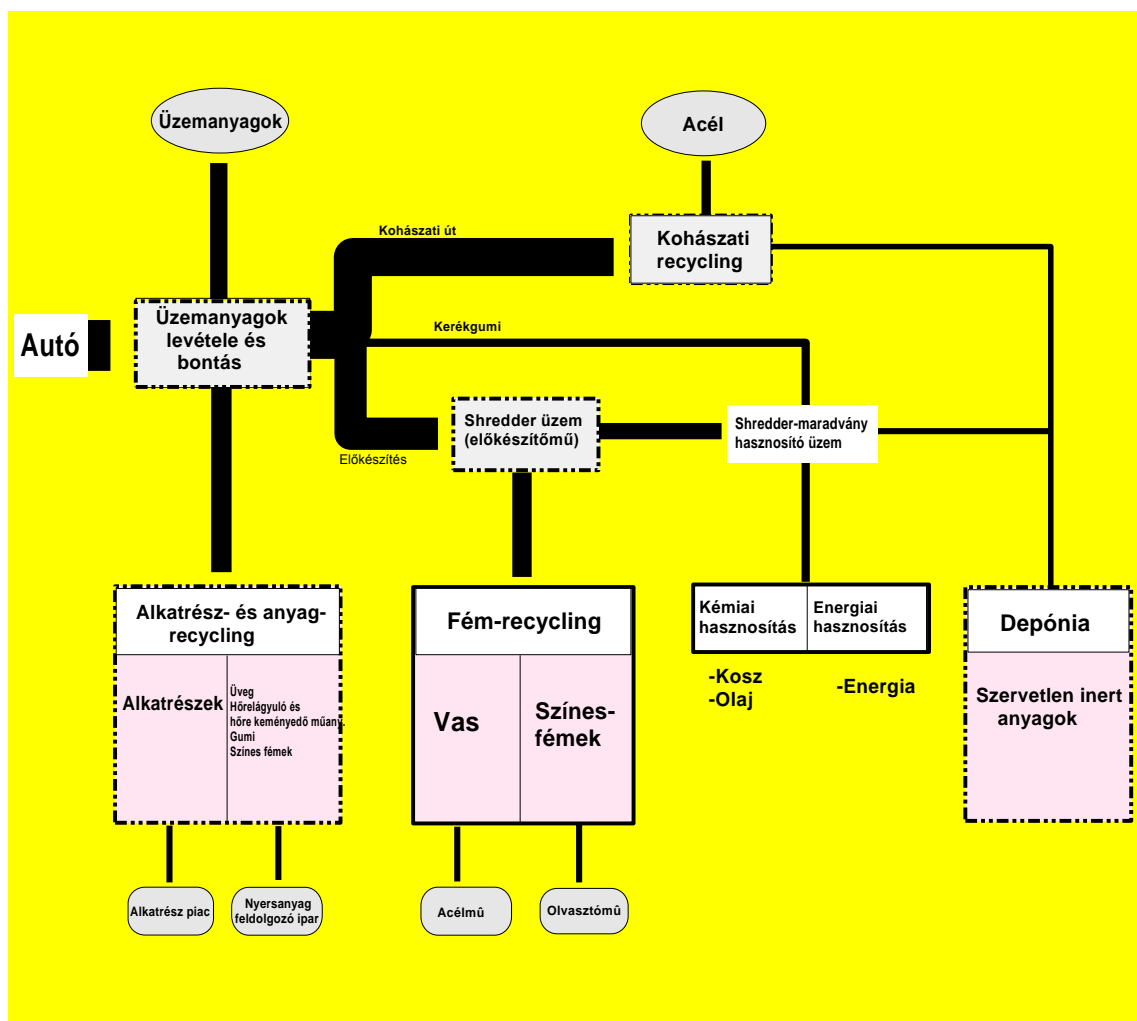 Üzemanyagok
Acél
Kohászati út
Kohászati
recycling
Autó
Üzemanyagok
levétele és
bontás
Kerékgumi
Shredder üzem
(előkészítőmű)
Shredder-maradvány
hasznosító üzem
Előkészítés
Alkatrész- és anyag-
recycling
Alkatrészek
Üveg
Hőrelágyuló és
hőre keményedő műany.
Gumi
Színes fémek
Fém-recycling
Vas
Színes-
fémek
Kémiai
hasznosítás
Energiai
hasznosítás
-Kosz
-Olaj
-Energia
Depónia
Szervetlen inert
anyagok
Alkatrész piac
Nyersanyag
feldolgozó ipar
Acélmû
Olvasztómû